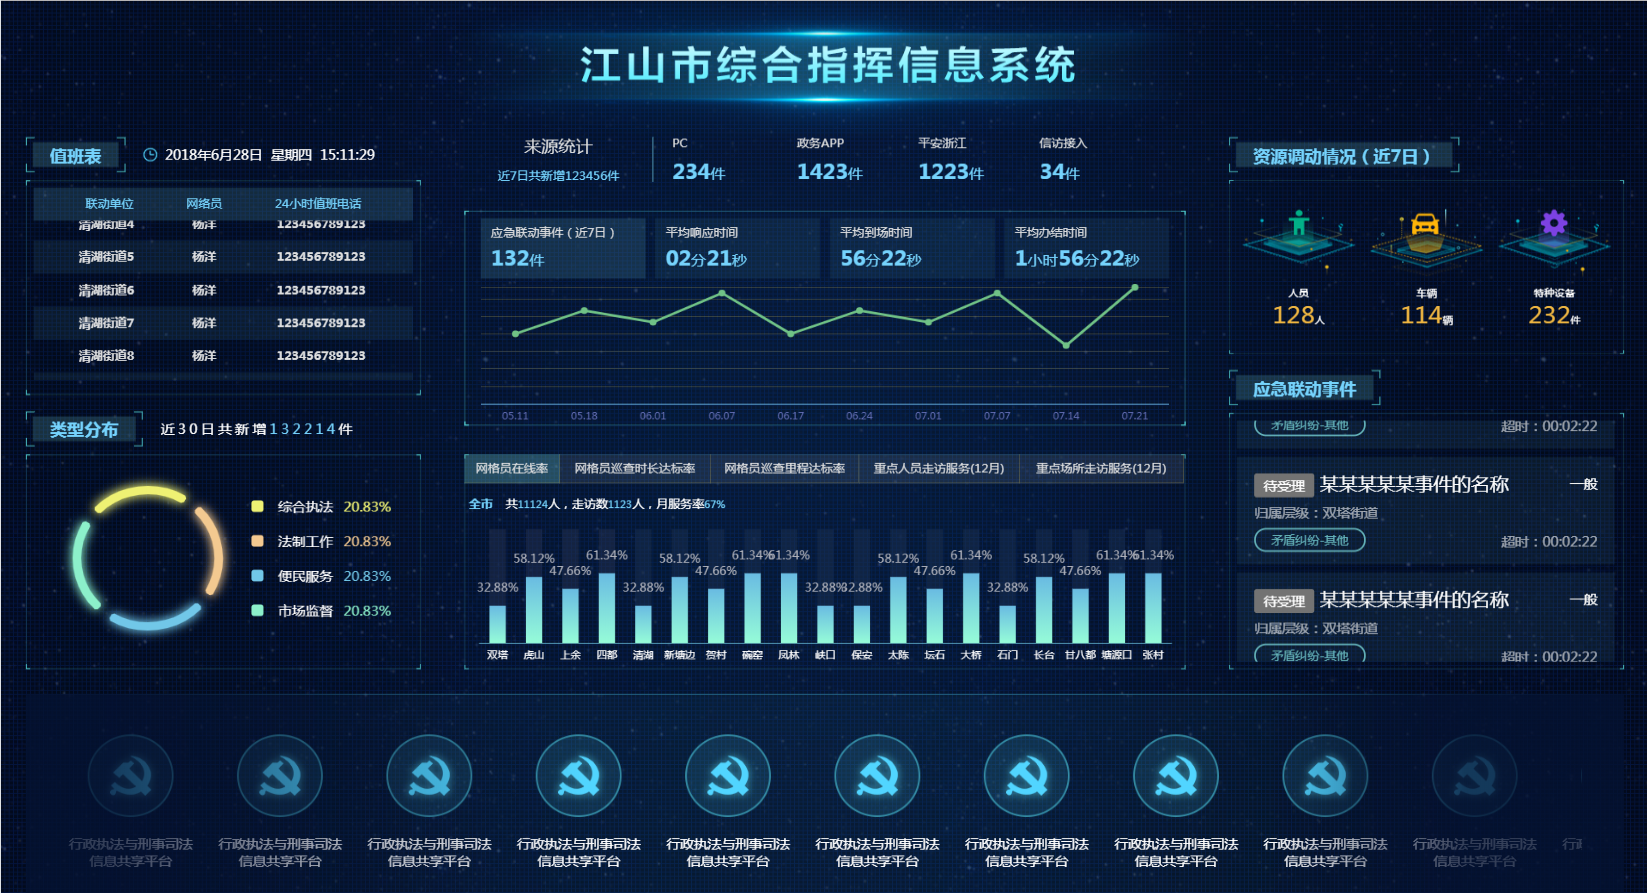 江山市综合指挥信息系统
值班表
2018年6月28日 星期四 15:11:29
联动单位 网络员 24小时值班电话
清湖街道4 杨洋 123456789123
清湖街道5 杨洋 123456789123
清湖街道6 杨洋 123456789123
清湖街道7 杨洋 123456789123
清湖街道8 杨洋 123456789123
类型分布
近30日共新增132214件
综合执法 20.83%
法制工作 20.83%
便民服务 20.83%
市场监督 20.83%
来源统计
近7日共新增123456件
PC 政务APP 平安浙江 信访接入
234件 1423件 1223件 34件
应急联动事件（近7日） 平均响应时间 平均到场时间 平均办结时间
132件 02分21秒 56分22秒 1小时56分22秒
05.11 05.18 06.01 06.07 06.17 06.24 07.01 07.07 07.14 07.21
网格员在线率 网格员巡查时长达标率 网格员巡查里程达标率 重点人员走访服务(12月) 重点场所走访服务(12月)
全市 共11124人，走访数1123人，月服务率67%
32.88% 58.12% 47.66% 61.34% 32.88% 58.12% 47.66% 61.34% 61.34% 32.88% 32.88% 58.12% 47.66% 61.34% 32.88% 58.12% 47.66% 61.34% 61.34%
双塔 虎山 上余 四都 清湖 新塘边 贺村 碗窑 凤林 峡口 保安 太陈 坛石 大桥 石门 长台 甘八都 塘源口 张村
资源调动情况（近7日）
人员 车辆 特种设备
128人 114辆 232件
应急联动事件
矛盾纠纷-其他 超时：00:02:22
待受理 某某某某某事件的名称 一般
归属层级：双塔街道
矛盾纠纷-其他 超时：00:02:22
待受理 某某某某某事件的名称 一般
归属层级：双塔街道
矛盾纠纷-其他 超时：00:02:22
行政执法与刑事司法 行政执法与刑事司法 行政执法与刑事司法 行政执法与刑事司法 行政执法与刑事司法 行政执法与刑事司法 行政执法与刑事司法 行政执法与刑事司法 行政执法与刑事司法 行政执法与刑事司法 行
信息共享平台 信息共享平台 信息共享平台 信息共享平台 信息共享平台 信息共享平台 信息共享平台 信息共享平台 信息共享平台 信息共享平台